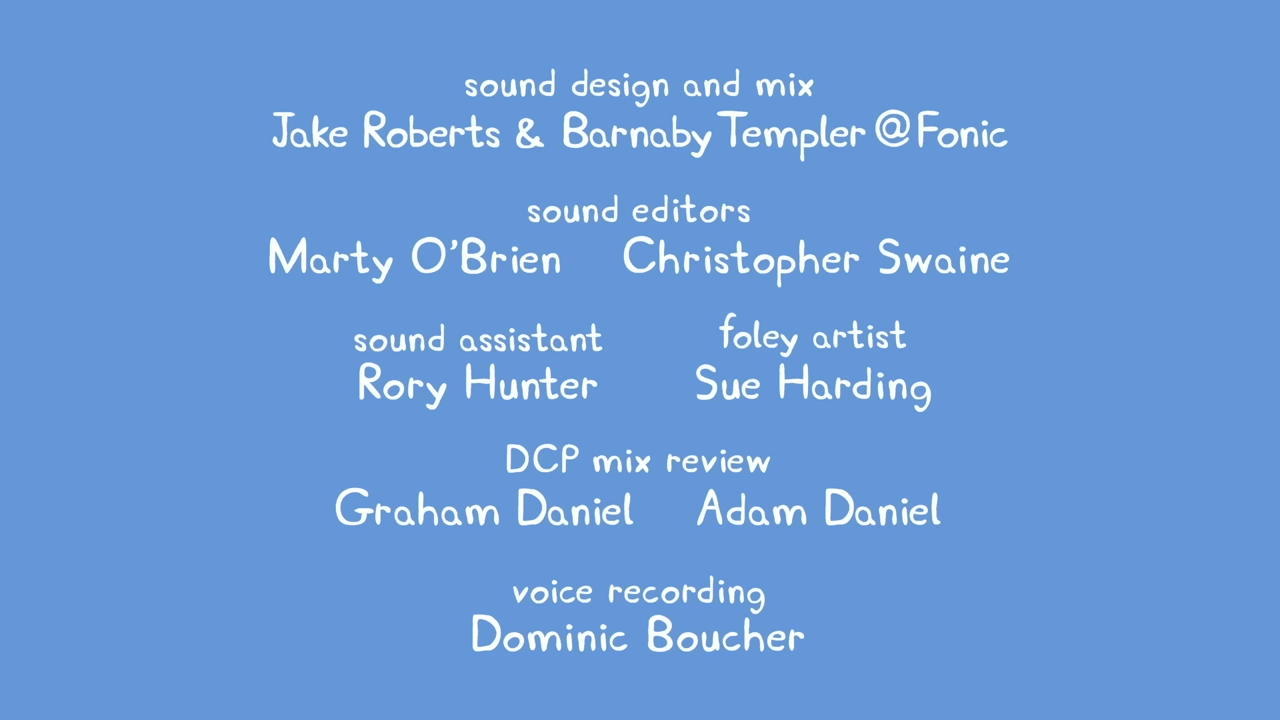 sound design and mix
Jake Roberts & Barnaby Templer @ Fonic
sound editors
Marty O'Brien Christopher Swaine
sound assistant foley artist
Rory Hunter Sue Harding
DCP mix review
Graham Daniel Adam Daniel
voice recording
Dominic Boucher